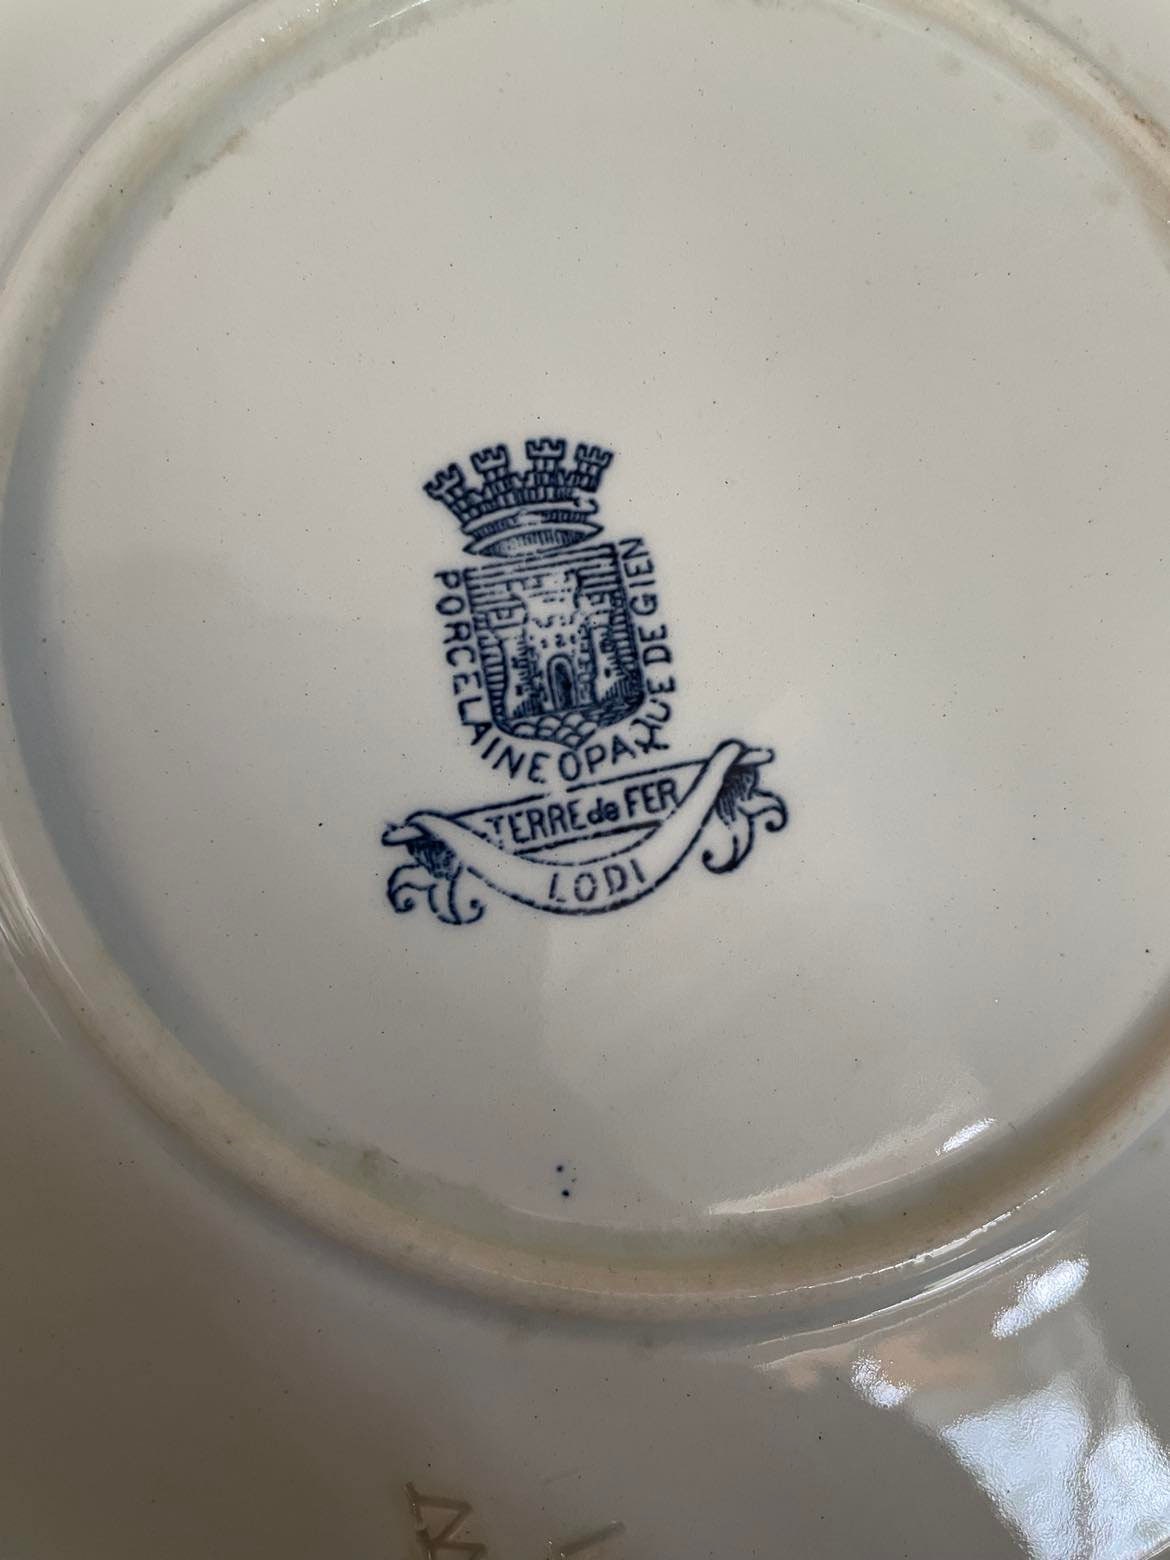 PORCELAINE OPAQUE DE GIEN
TERRE de FER
LODI